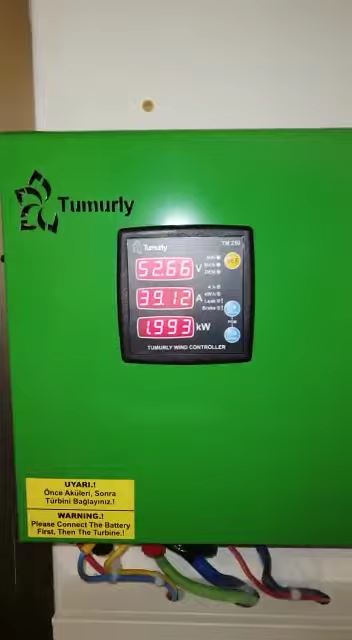 Tumurly
Tumurly
TM 250
52.66 V
39.12 A
1.993 kW
TUMURLY WIND CONTROLLER
UYARI.!
Önce Aküleri, Sonra
Türbini Bağlayınız.!
WARNING.!
Please Connect The Battery
First, Then The Turbine.!